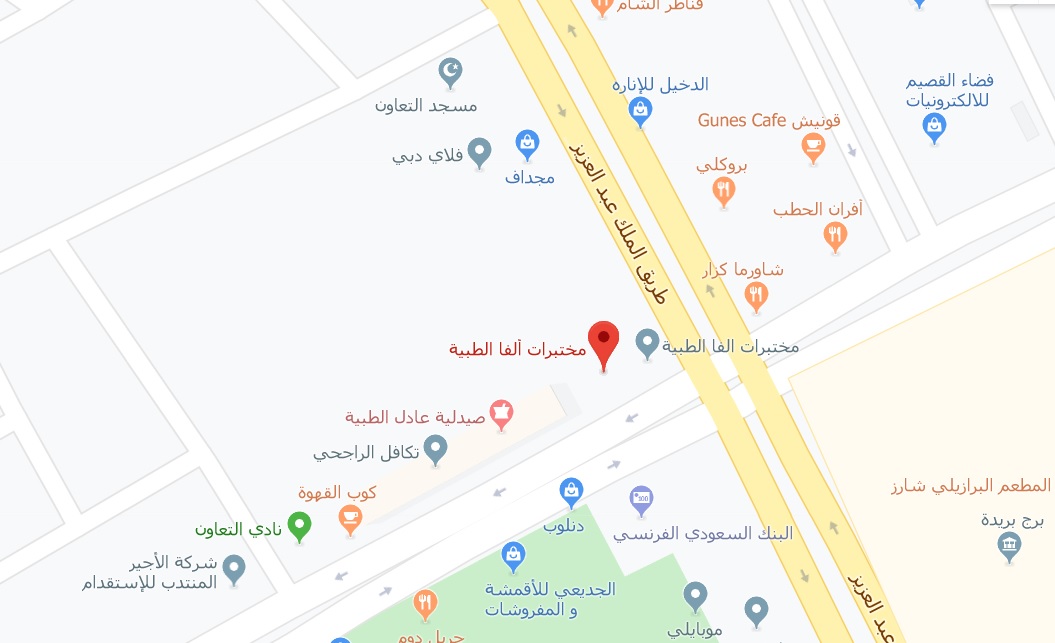 قناطر الشام
الدخيل للإناره
فضاء القصيم
للالكترونيات
مسجد التعاون
قونيش Gunes Cafe
فلاي دبي
مجداف
بروكلي
طريق الملك عبد العزيز
أفران الحطب
شاورما كزار
مختبرات ألفا الطبية
مختبرات الفا الطبية
صيدلية عادل الطبية
تكافل الراجحي
كوب القهوة
المطعم البرازيلي شارز
نادي التعاون
دنلوب
البنك السعودي الفرنسي
برج بريدة
شركة الأجير
المنتدب للإستقدام
الجديعي للأقمشة
و المفروشات
عبد العزيز
موبايلي
جريل دوم